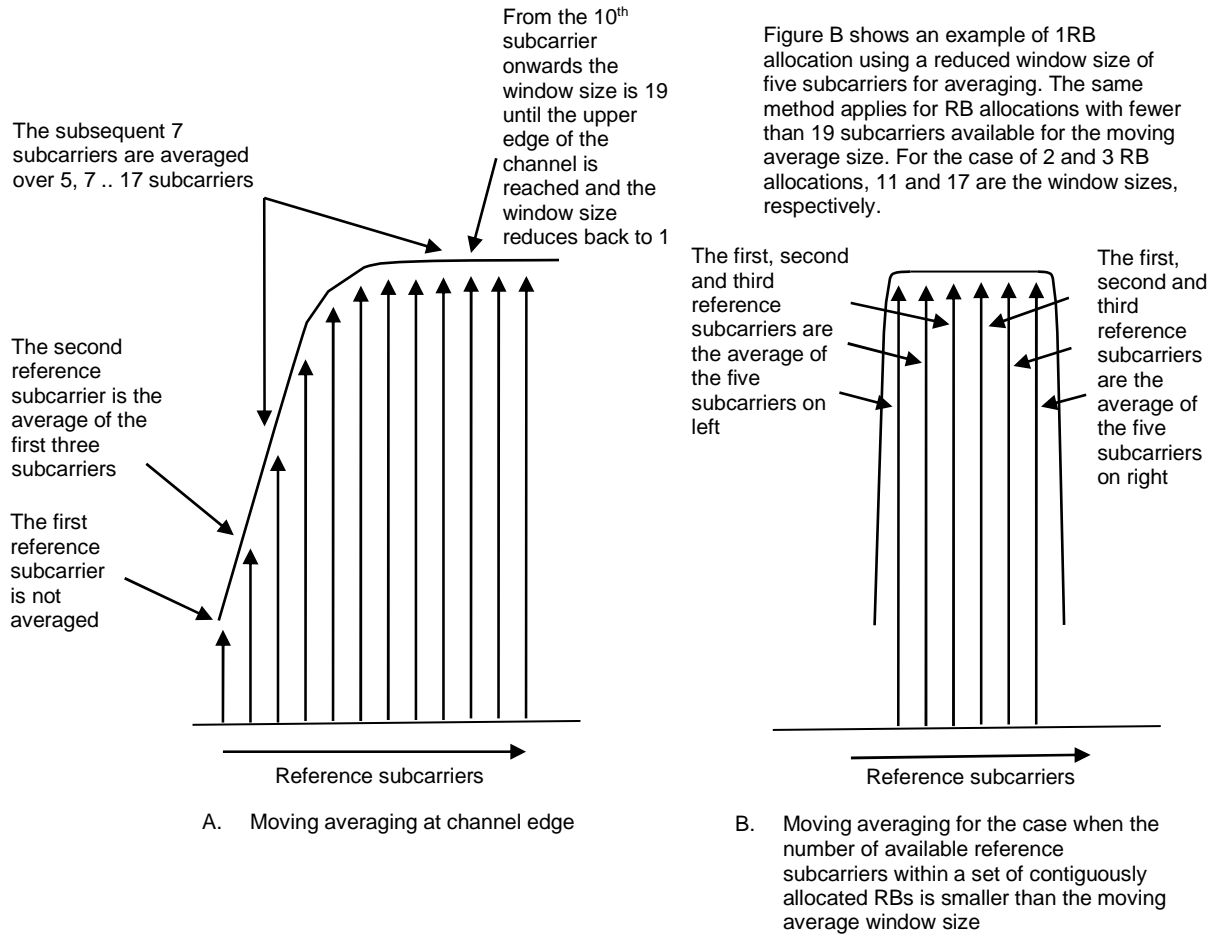 From the 10th
subcarrier
onwards the
window size is 19
until the upper
edge of the
channel is
reached and the
window size
reduces back to 1
The subsequent 7
subcarriers are averaged
over 5, 7 .. 17 subcarriers
The second
reference
subcarrier is the
average of the
first three
subcarriers
The first
reference
subcarrier
is not
averaged
Reference subcarriers
A. Moving averaging at channel edge
Figure B shows an example of 1RB
allocation using a reduced window size of
five subcarriers for averaging. The same
method applies for RB allocations with fewer
than 19 subcarriers available for the moving
average size. For the case of 2 and 3 RB
allocations, 11 and 17 are the window sizes,
respectively.
The first, second
and third
reference
subcarriers are
the average of
the five
subcarriers on
left
The first,
second and
third
reference
subcarriers
are the
average of
the five
subcarriers
on right
Reference subcarriers
B. Moving averaging for the case when the
number of available reference
subcarriers within a set of contiguously
allocated RBs is smaller than the moving
average window size